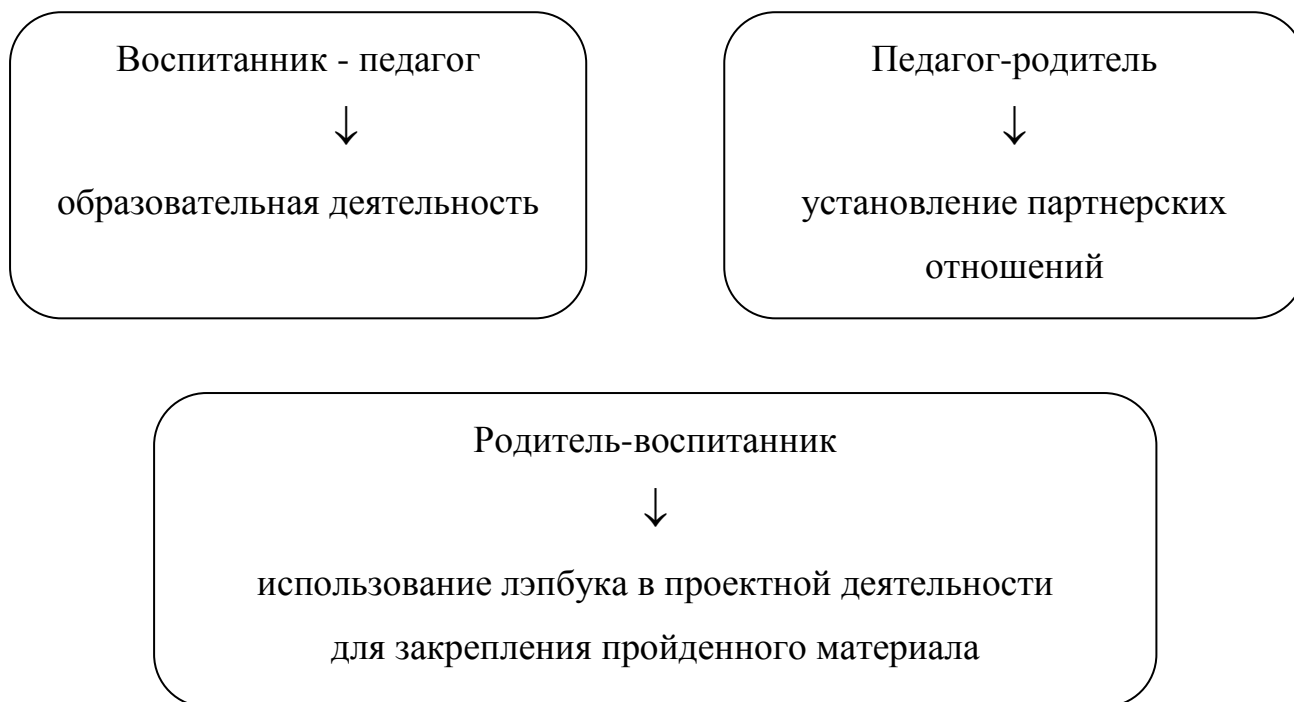 Воспитанник - педагог
↓
образовательная деятельность
Педагог-родитель
↓
установление партнерских
отношений
Родитель-воспитанник
↓
использование лэпбука в проектной деятельности
для закрепления пройденного материала